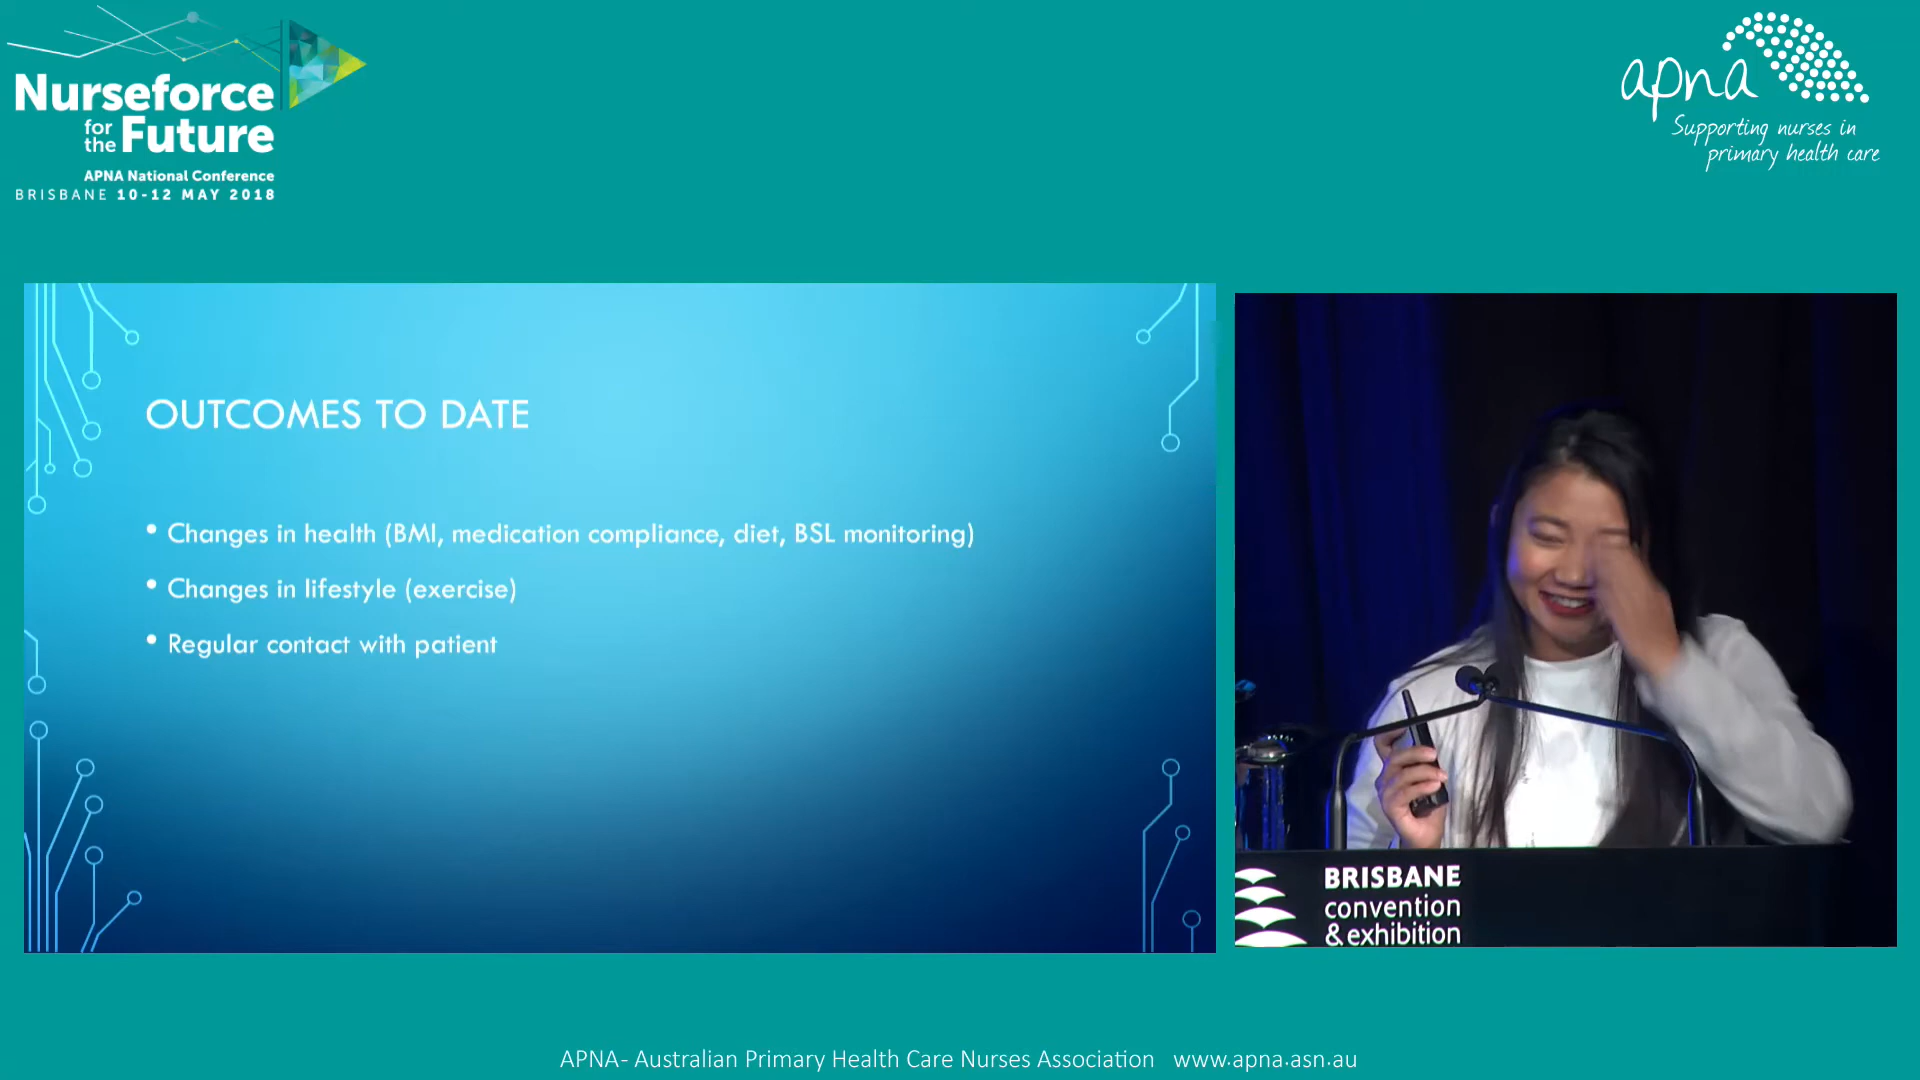 Nurseforce
for the Future
APNA National Conference
BRISBANE 10-12 MAY 2018
apna
Supporting nurses in
primary health care
OUTCOMES TO DATE
• Changes in health (BMI, medication compliance, diet, BSL monitoring)
• Changes in lifestyle (exercise)
• Regular contact with patient
BRISBANE
convention
& exhibition
APNA- Australian Primary Health Care Nurses Association www.apna.asn.au